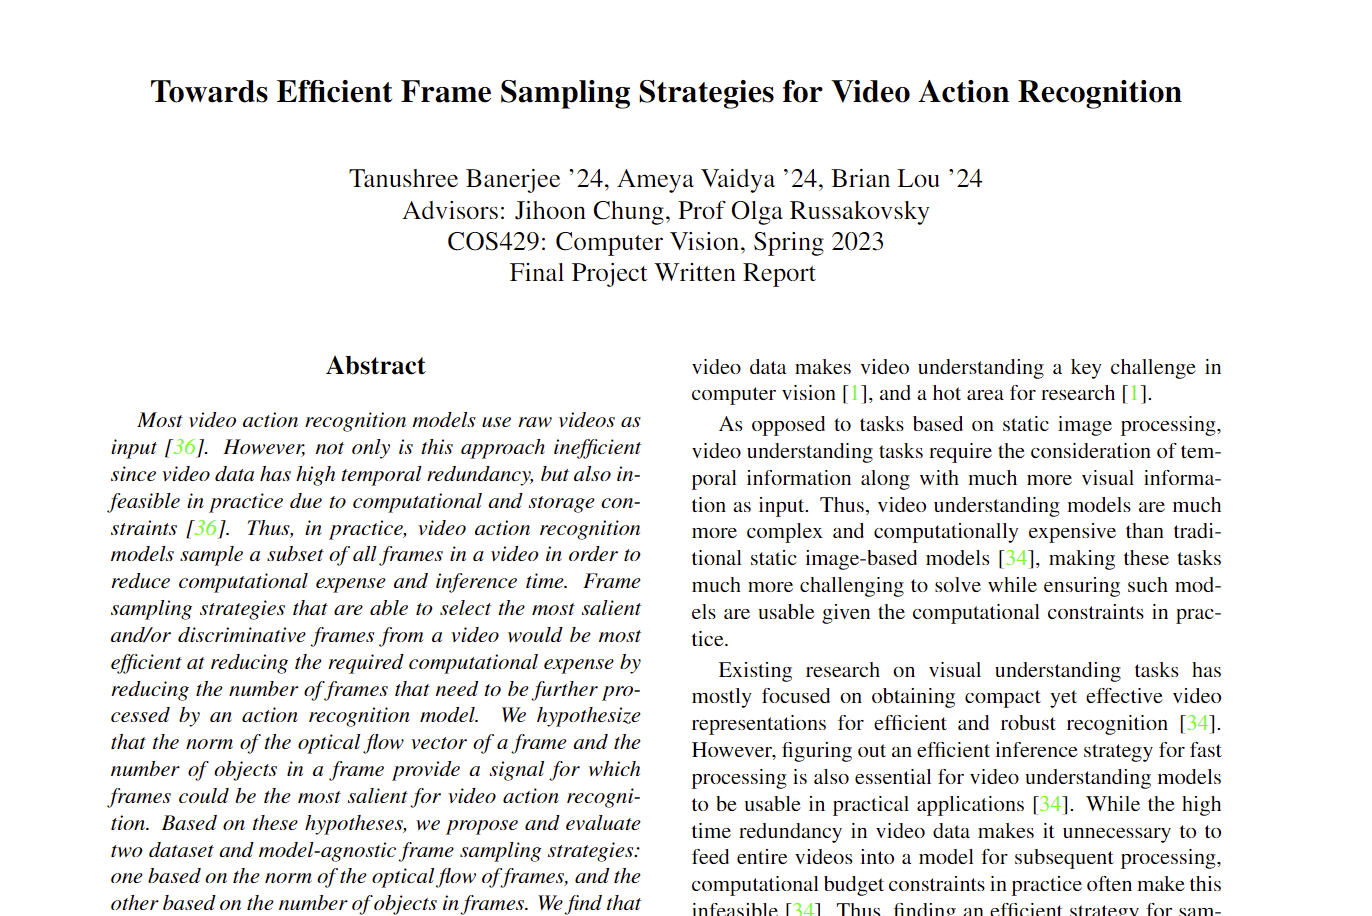 Towards Efficient Frame Sampling Strategies for Video Action Recognition
Tanushree Banerjee ’24, Ameya Vaidya ’24, Brian Lou ’24
Advisors: Jihoon Chung, Prof Olga Russakovsky
COS429: Computer Vision, Spring 2023
Final Project Written Report
Abstract
Most video action recognition models use raw videos as
input [36]. However, not only is this approach inefficient
since video data has high temporal redundancy, but also in-
feasible in practice due to computational and storage con-
straints [36]. Thus, in practice, video action recognition
models sample a subset of all frames in a video in order to
reduce computational expense and inference time. Frame
sampling strategies that are able to select the most salient
and/or discriminative frames from a video would be most
efficient at reducing the required computational expense by
reducing the number of frames that need to be further pro-
cessed by an action recognition model. We hypothesize
that the norm of the optical flow vector of a frame and the
number of objects in a frame provide a signal for which
frames could be the most salient for video action recogni-
tion. Based on these hypotheses, we propose and evaluate
two dataset and model-agnostic frame sampling strategies:
one based on the norm of the optical flow of frames, and the
other based on the number of objects in frames. We find that
video data makes video understanding a key challenge in
computer vision [1], and a hot area for research [1].
As opposed to tasks based on static image processing,
video understanding tasks require the consideration of tem-
poral information along with much more visual informa-
tion as input. Thus, video understanding models are much
more complex and computationally expensive than tradi-
tional static image-based models [34], making these tasks
much more challenging to solve while ensuring such mod-
els are usable given the computational constraints in prac-
tice.
Existing research on visual understanding tasks has
mostly focused on obtaining compact yet effective video
representations for efficient and robust recognition [34].
However, figuring out an efficient inference strategy for fast
processing is also essential for video understanding models
to be usable in practical applications [34]. While the high
time redundancy in video data makes it unnecessary to to
feed entire videos into a model for subsequent processing,
computational budget constraints in practice often make this
infeasible [34]. Thus, finding an efficient strategy for sam-